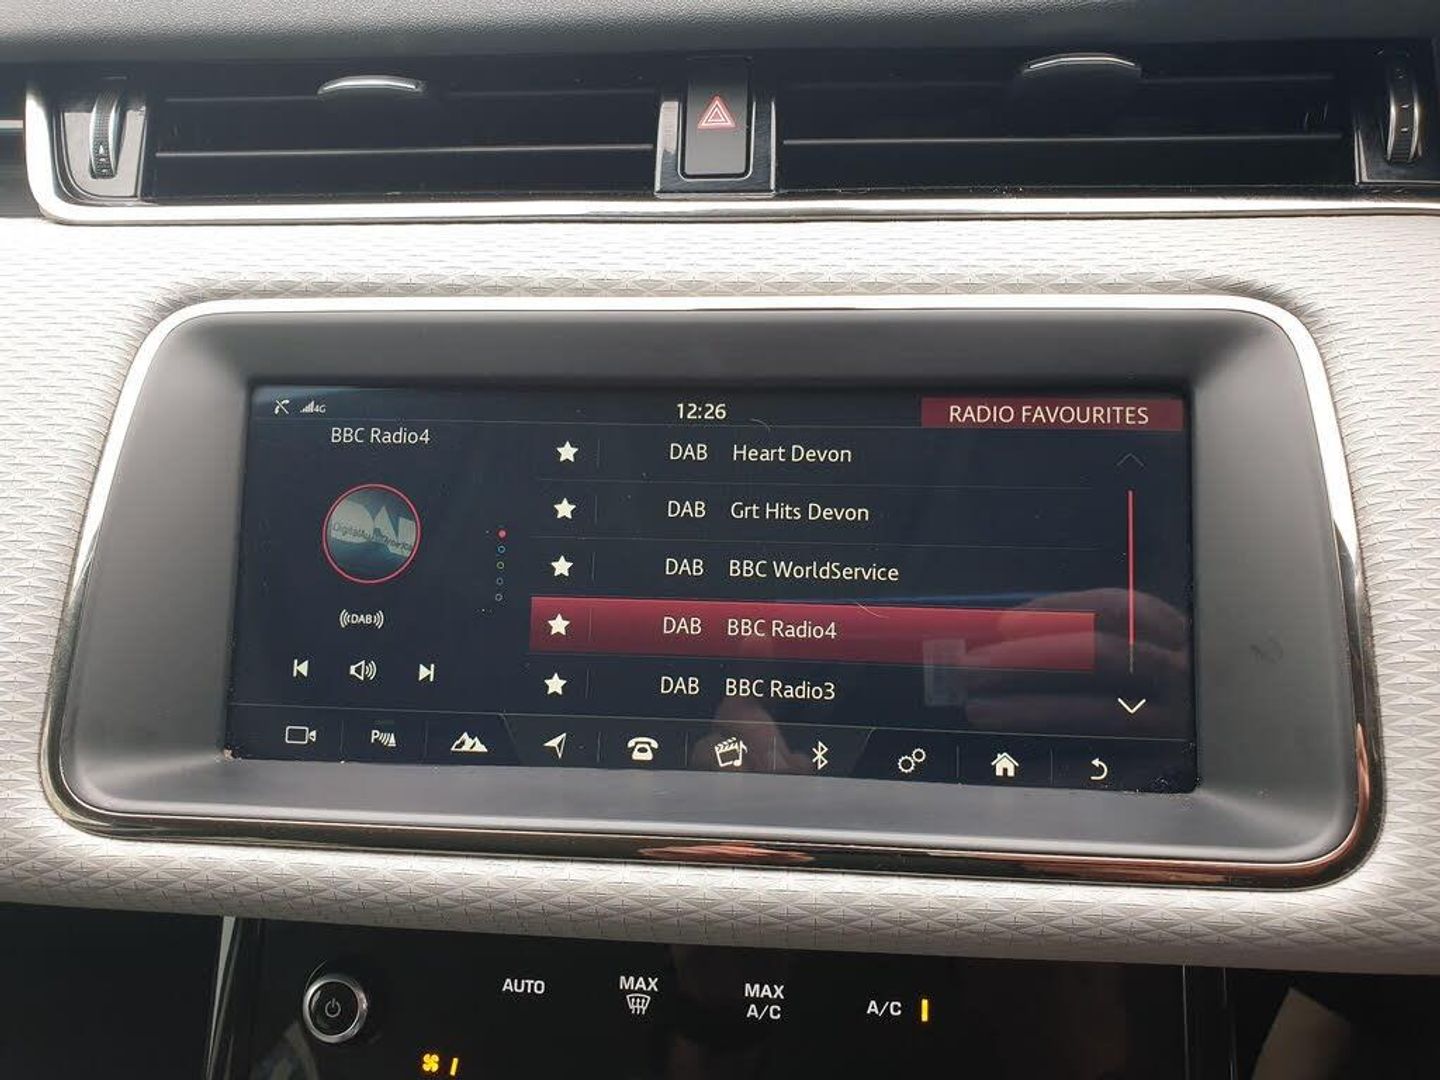 4G
12:26
RADIO FAVOURITES
BBC Radio4
DAB Heart Devon
DAB Grt Hits Devon
DAB BBC WorldService
DAB BBC Radio4
DAB BBC Radio3
DAB
P
AUTO
MAX
MAX
A/C
A/C